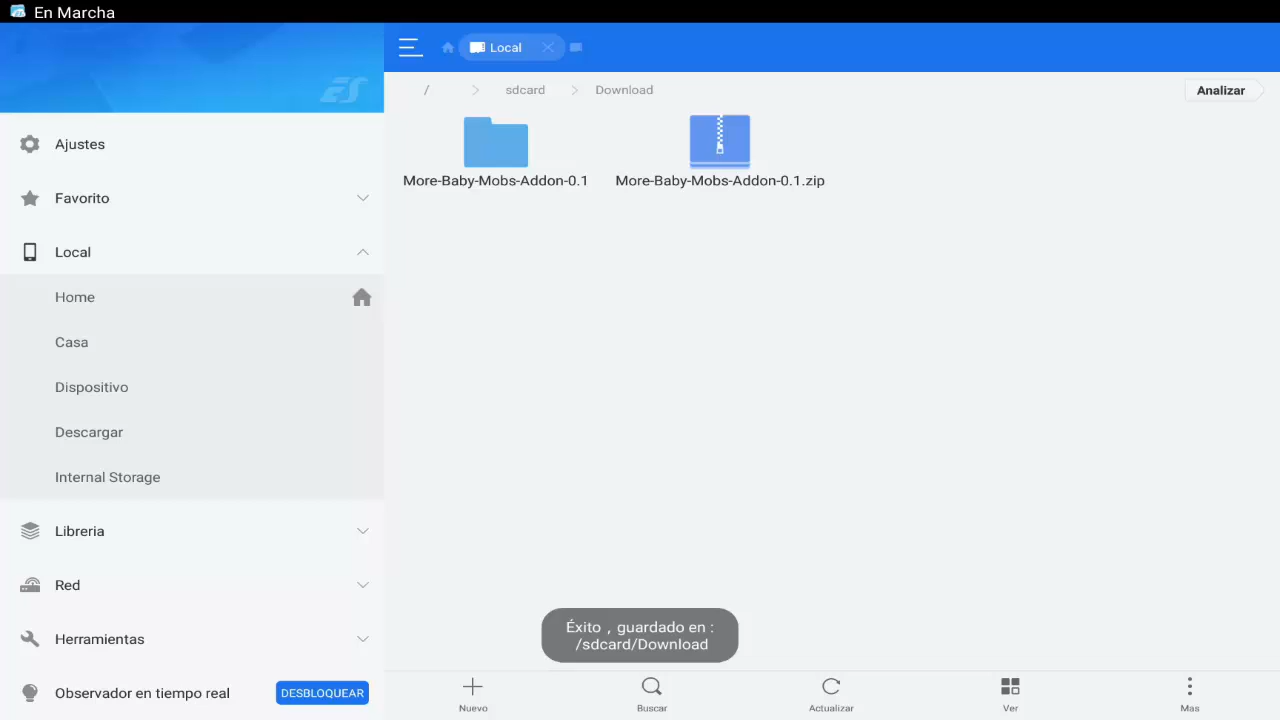 En Marcha
ES
Ajustes
Favorito
Local
Home
Casa
Dispositivo
Descargar
Internal Storage
Libreria
Red
Herramientas
Observador en tiempo real DESBLOQUEAR
Local
/ sdcard Download Analizar
More-Baby-Mobs-Addon-0.1 More-Baby-Mobs-Addon-0.1.zip
Éxito , guardado en :
/sdcard/Download
Nuevo Buscar Actualizar Ver Mas